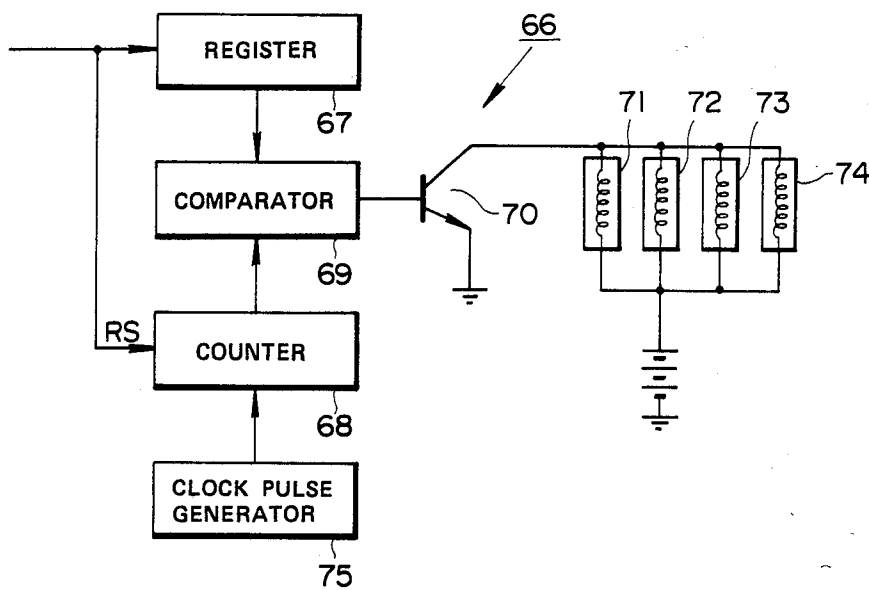 66
REGISTER
67
71
72
73
74
COMPARATOR
69
70
RS
COUNTER
68
CLOCK PULSE
GENERATOR
75